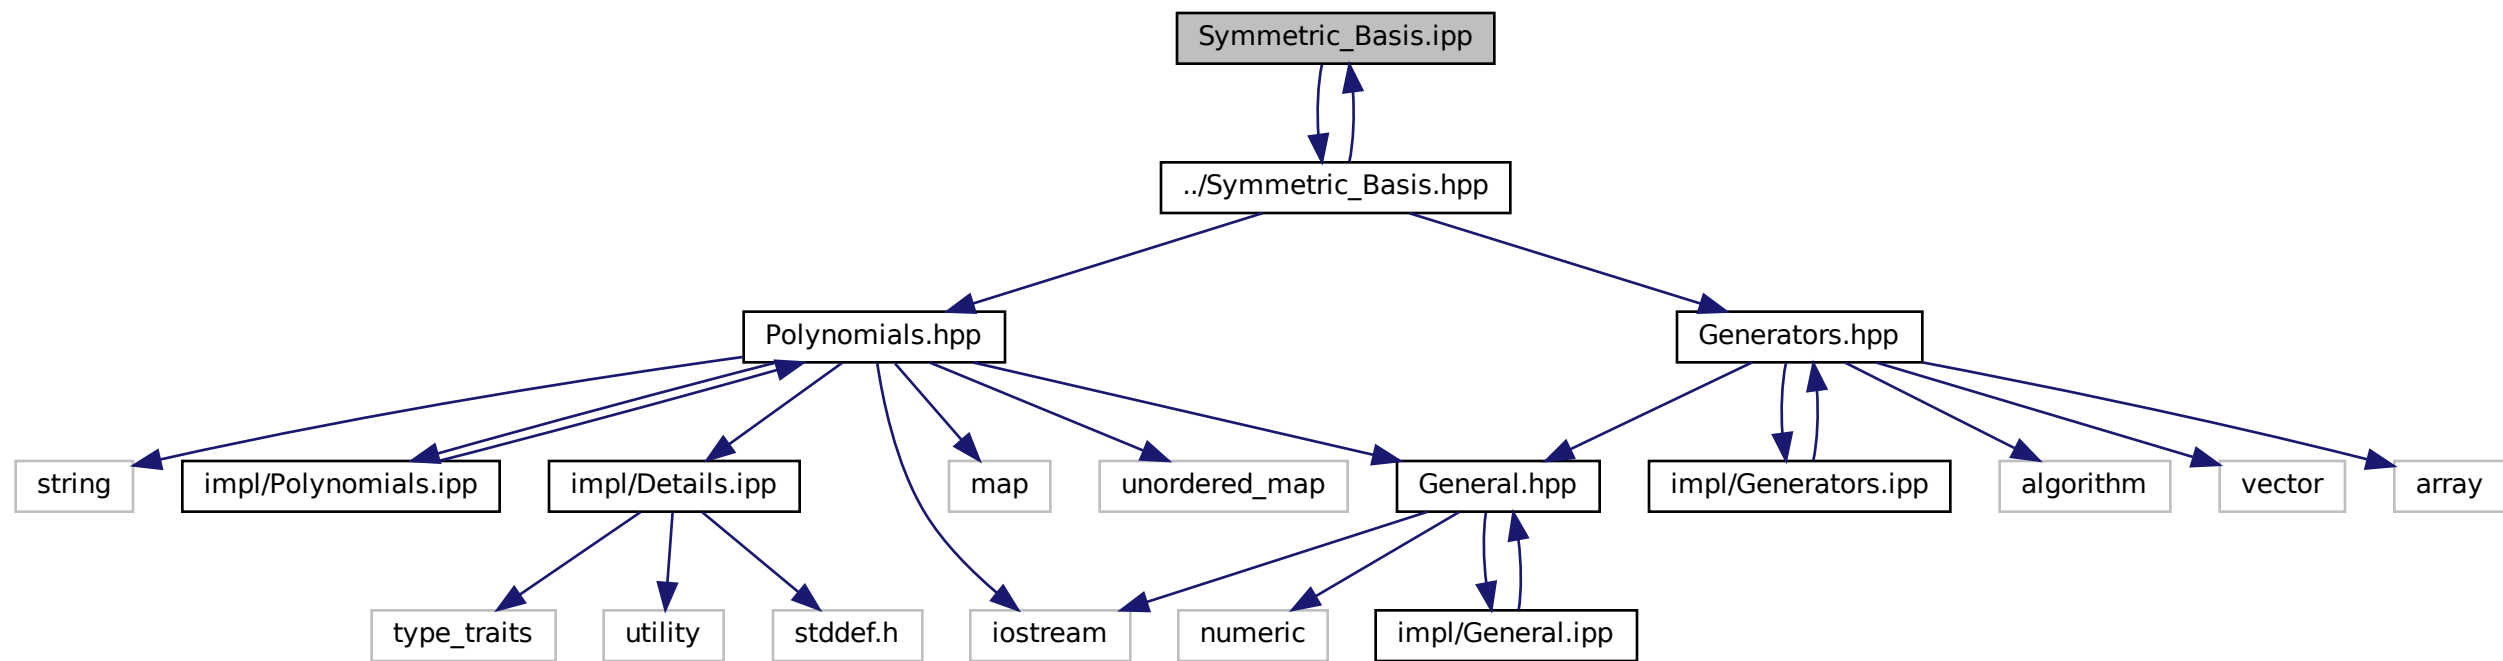 Symmetric_Basis.ipp
../Symmetric_Basis.hpp
Polynomials.hpp
Generators.hpp
string
impl/Polynomials.ipp
impl/Details.ipp
map
unordered_map
General.hpp
impl/Generators.ipp
algorithm
vector
array
type_traits
utility
stddef.h
iostream
numeric
impl/General.ipp